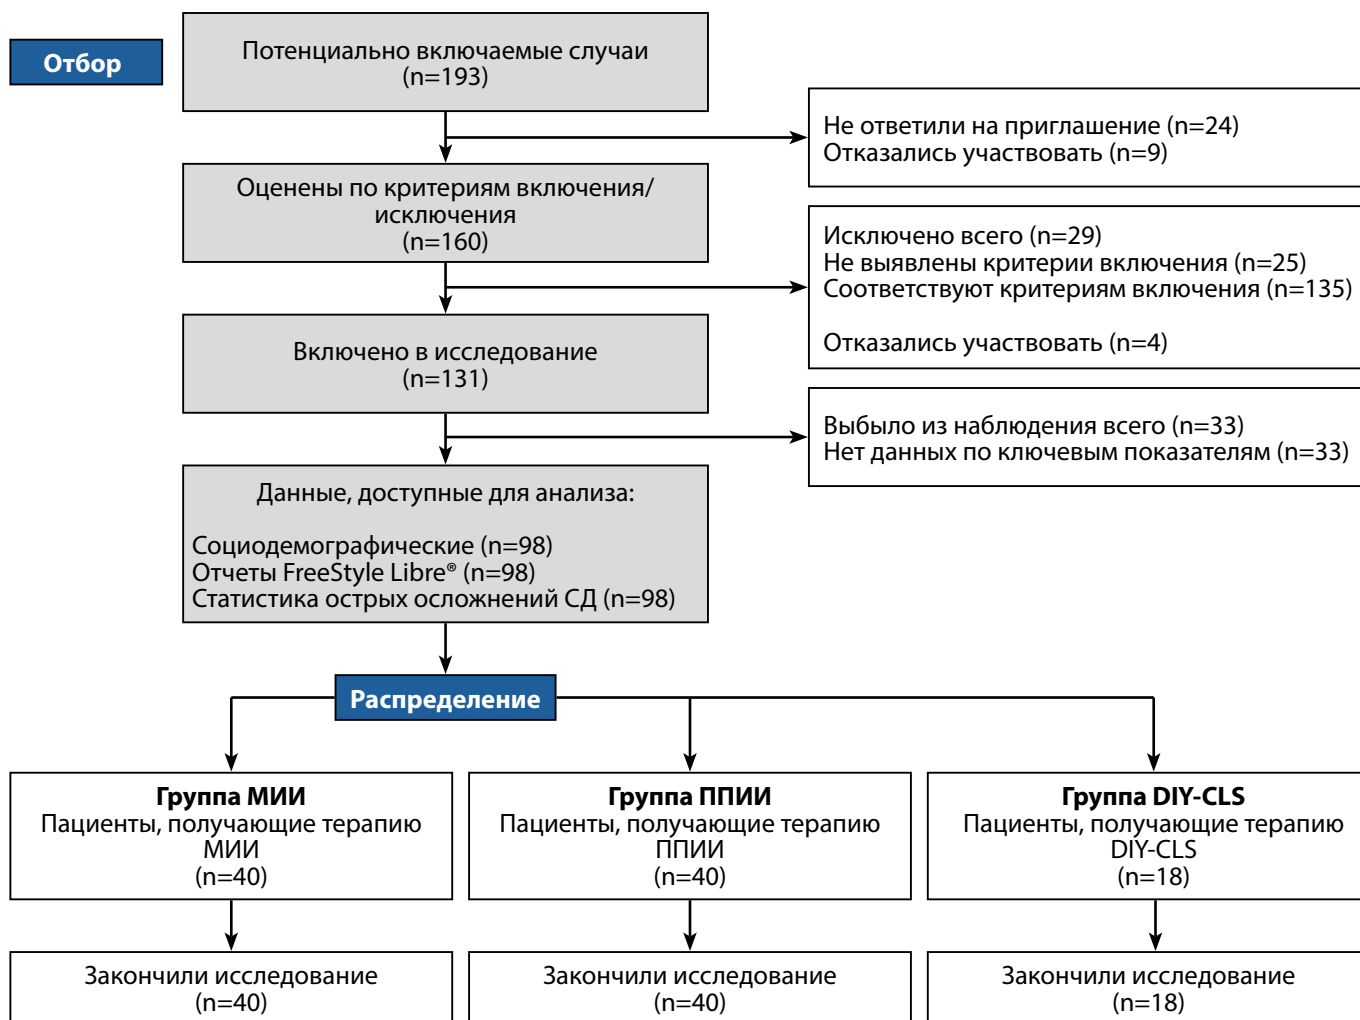 Отбор
Потенциально включаемые случаи
(n=193)
Не ответили на приглашение (n=24)
Отказались участвовать (n=9)
Оценены по критериям включения/
исключения
(n=160)
Исключено всего (n=29)
Не выявлены критерии включения (n=25)
Соответствуют критериям включения (n=135)
Отказались участвовать (n=4)
Включено в исследование
(n=131)
Выбыло из наблюдения всего (n=33)
Нет данных по ключевым показателям (n=33)
Данные, доступные для анализа:
Социодемографические (n=98)
Отчеты FreeStyle Libre® (n=98)
Статистика острых осложнений СД (n=98)
Распределение
Группа МИИ
Пациенты, получающие терапию
МИИ
(n=40)
Группа ППИИ
Пациенты, получающие терапию
ППИИ
(n=40)
Группа DIY-CLS
Пациенты, получающие терапию
DIY-CLS
(n=18)
Закончили исследование
(n=40)
Закончили исследование
(n=40)
Закончили исследование
(n=18)